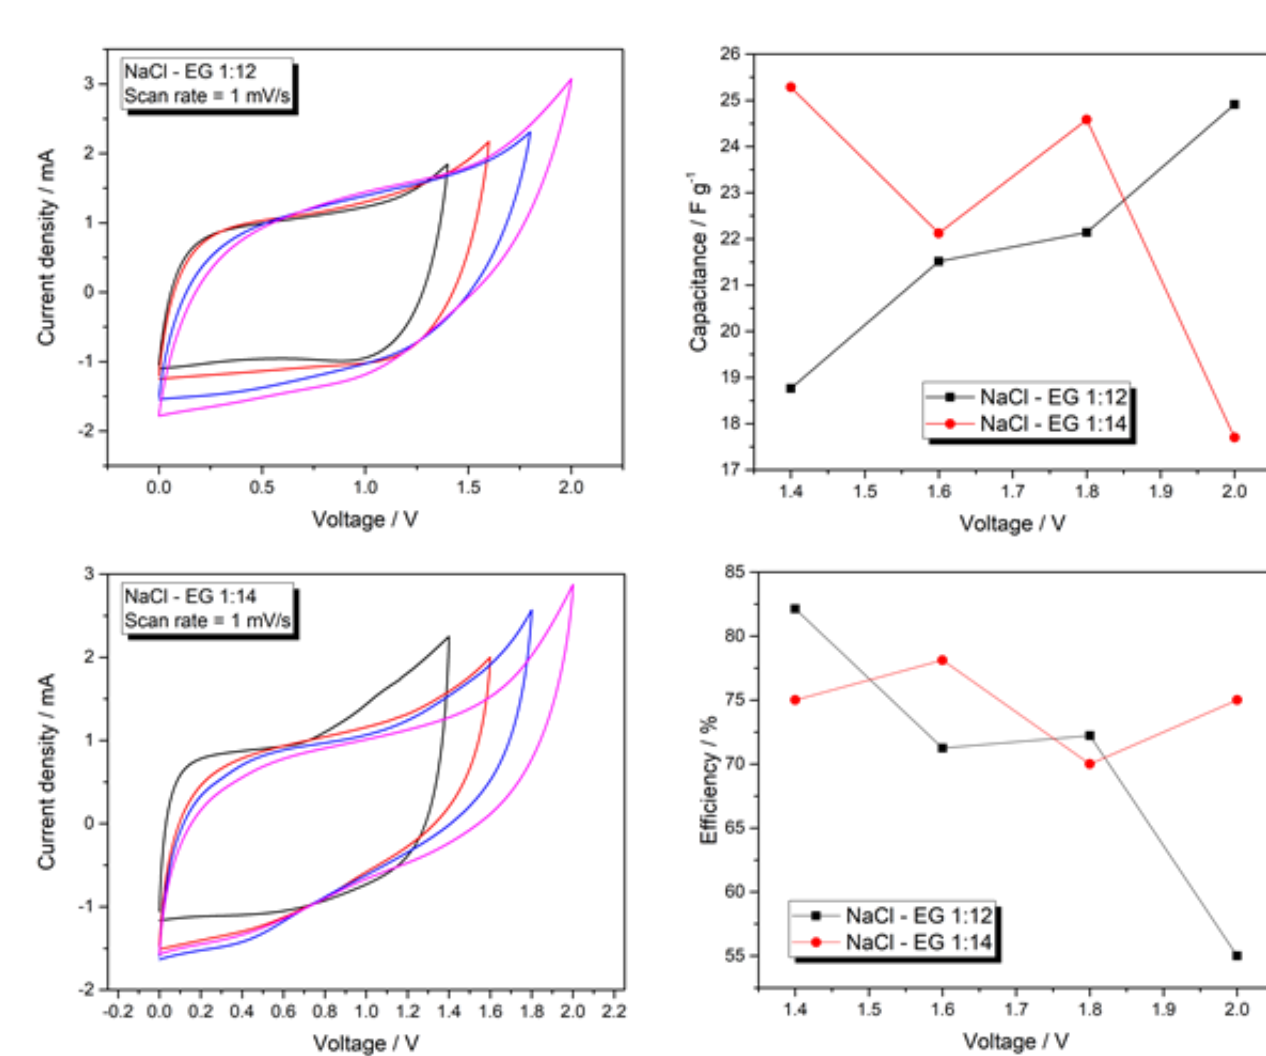 NaCl - EG 1:12
Scan rate = 1 mV/s
Current density / mA
3
2
1
0
-1
-2
0.0 0.5 1.0 1.5 2.0
Voltage / V
26
25
24
23
22
21
20
19
18
17
Capacitance / F g⁻¹
NaCl - EG 1:12
NaCl - EG 1:14
1.4 1.5 1.6 1.7 1.8 1.9 2.0
Voltage / V
NaCl - EG 1:14
Scan rate = 1 mV/s
Current density / mA
3
2
1
0
-1
-2
-0.2 0.0 0.2 0.4 0.6 0.8 1.0 1.2 1.4 1.6 1.8 2.0 2.2
Voltage / V
85
80
75
70
65
60
55
Efficiency / %
NaCl - EG 1:12
NaCl - EG 1:14
1.4 1.5 1.6 1.7 1.8 1.9 2.0
Voltage / V